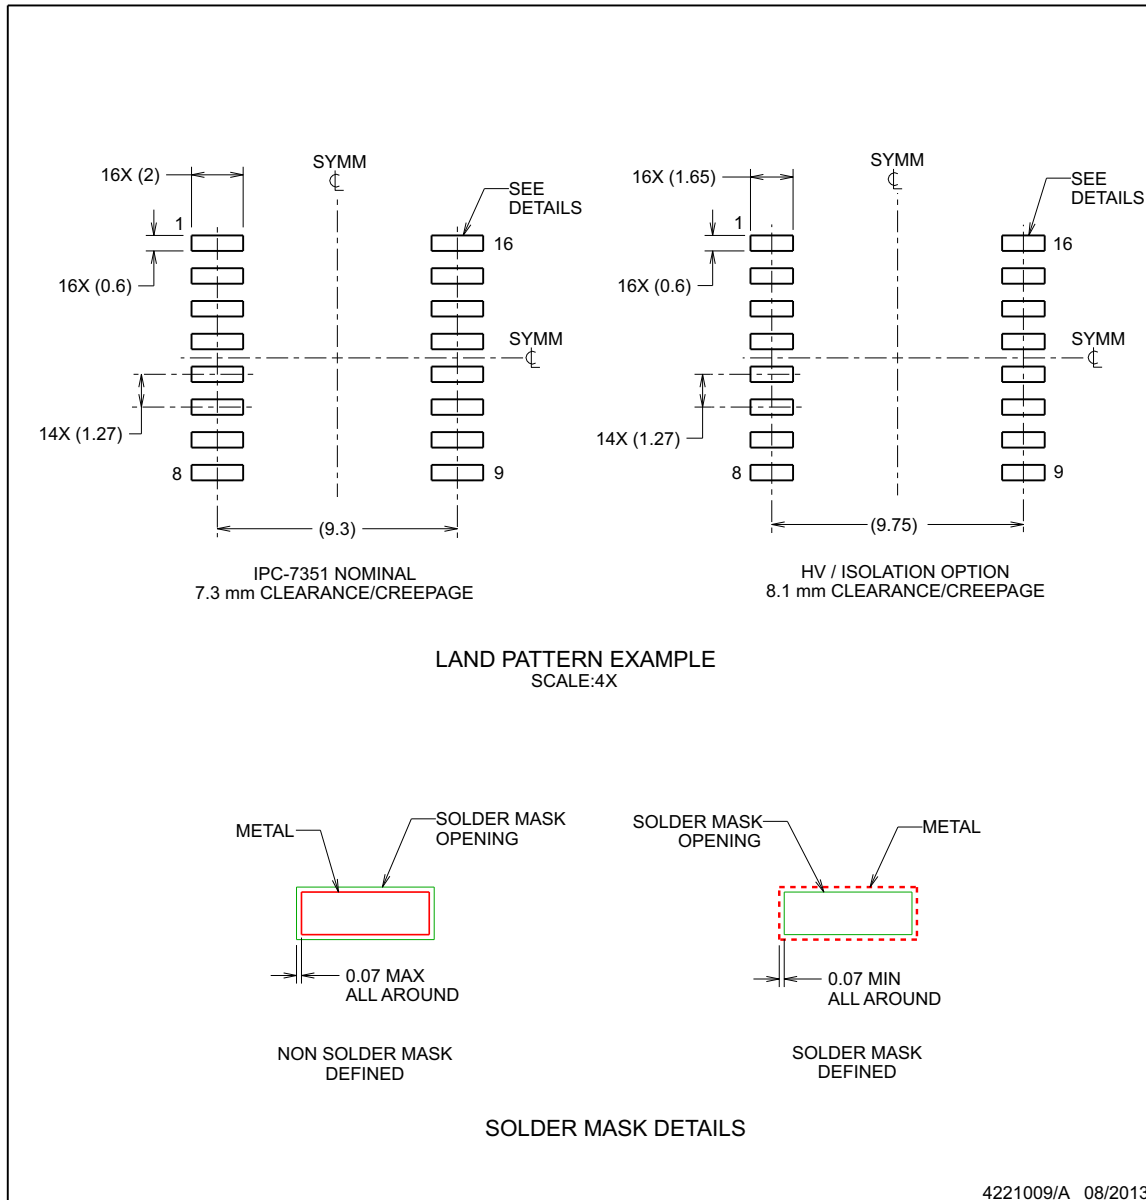 SYMM
℄
16X (2)
SEE
DETAILS
1
16
16X (0.6)
SYMM
℄
14X (1.27)
8
9
(9.3)
IPC-7351 NOMINAL
7.3 mm CLEARANCE/CREEPAGE
SYMM
℄
16X (1.65)
SEE
DETAILS
1
16
16X (0.6)
SYMM
℄
14X (1.27)
8
9
(9.75)
HV / ISOLATION OPTION
8.1 mm CLEARANCE/CREEPAGE
LAND PATTERN EXAMPLE
SCALE:4X
METAL
SOLDER MASK
OPENING
0.07 MAX
ALL AROUND
NON SOLDER MASK
DEFINED
SOLDER MASK
OPENING
METAL
0.07 MIN
ALL AROUND
SOLDER MASK
DEFINED
SOLDER MASK DETAILS
4221009/A 08/2013